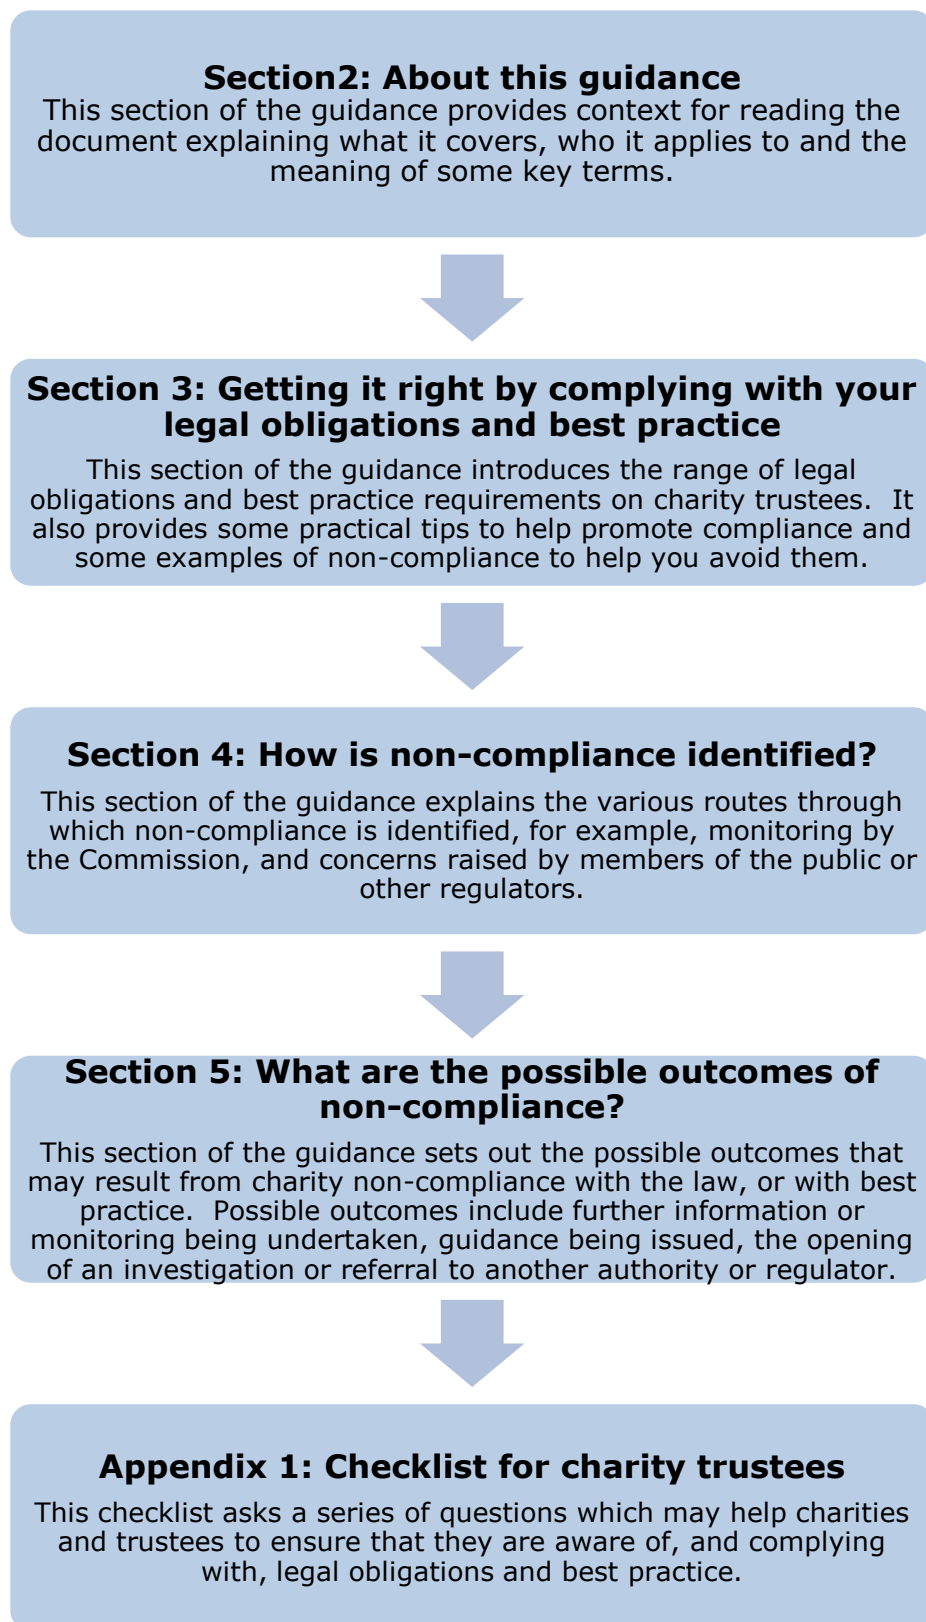 Section2: About this guidance
This section of the guidance provides context for reading the
document explaining what it covers, who it applies to and the
meaning of some key terms.
Section 3: Getting it right by complying with your
legal obligations and best practice
This section of the guidance introduces the range of legal
obligations and best practice requirements on charity trustees.  It
also provides some practical tips to help promote compliance and
some examples of non-compliance to help you avoid them.
Section 4: How is non-compliance identified?
This section of the guidance explains the various routes through
which non-compliance is identified, for example, monitoring by
the Commission, and concerns raised by members of the public or
other regulators.
Section 5: What are the possible outcomes of
non-compliance?
This section of the guidance sets out the possible outcomes that
may result from charity non-compliance with the law, or with best
practice.  Possible outcomes include further information or
monitoring being undertaken, guidance being issued, the opening
of an investigation or referral to another authority or regulator.
Appendix 1: Checklist for charity trustees
This checklist asks a series of questions which may help charities
and trustees to ensure that they are aware of, and complying
with, legal obligations and best practice.